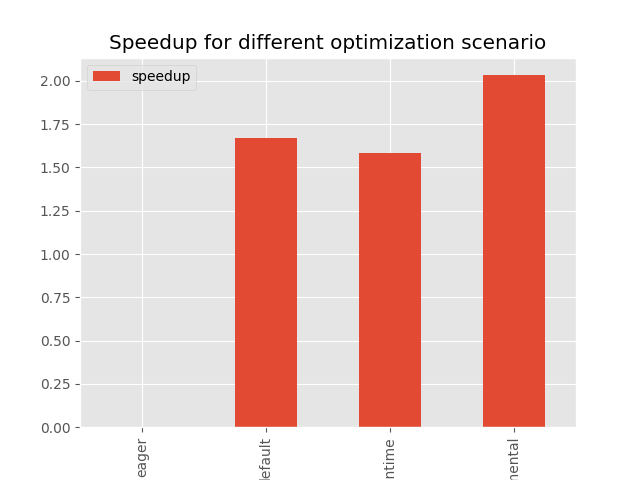 Speedup for different optimization scenario
speedup
2.00
1.75
1.50
1.25
1.00
0.75
0.50
0.25
0.00
eager
default
ntime
mental